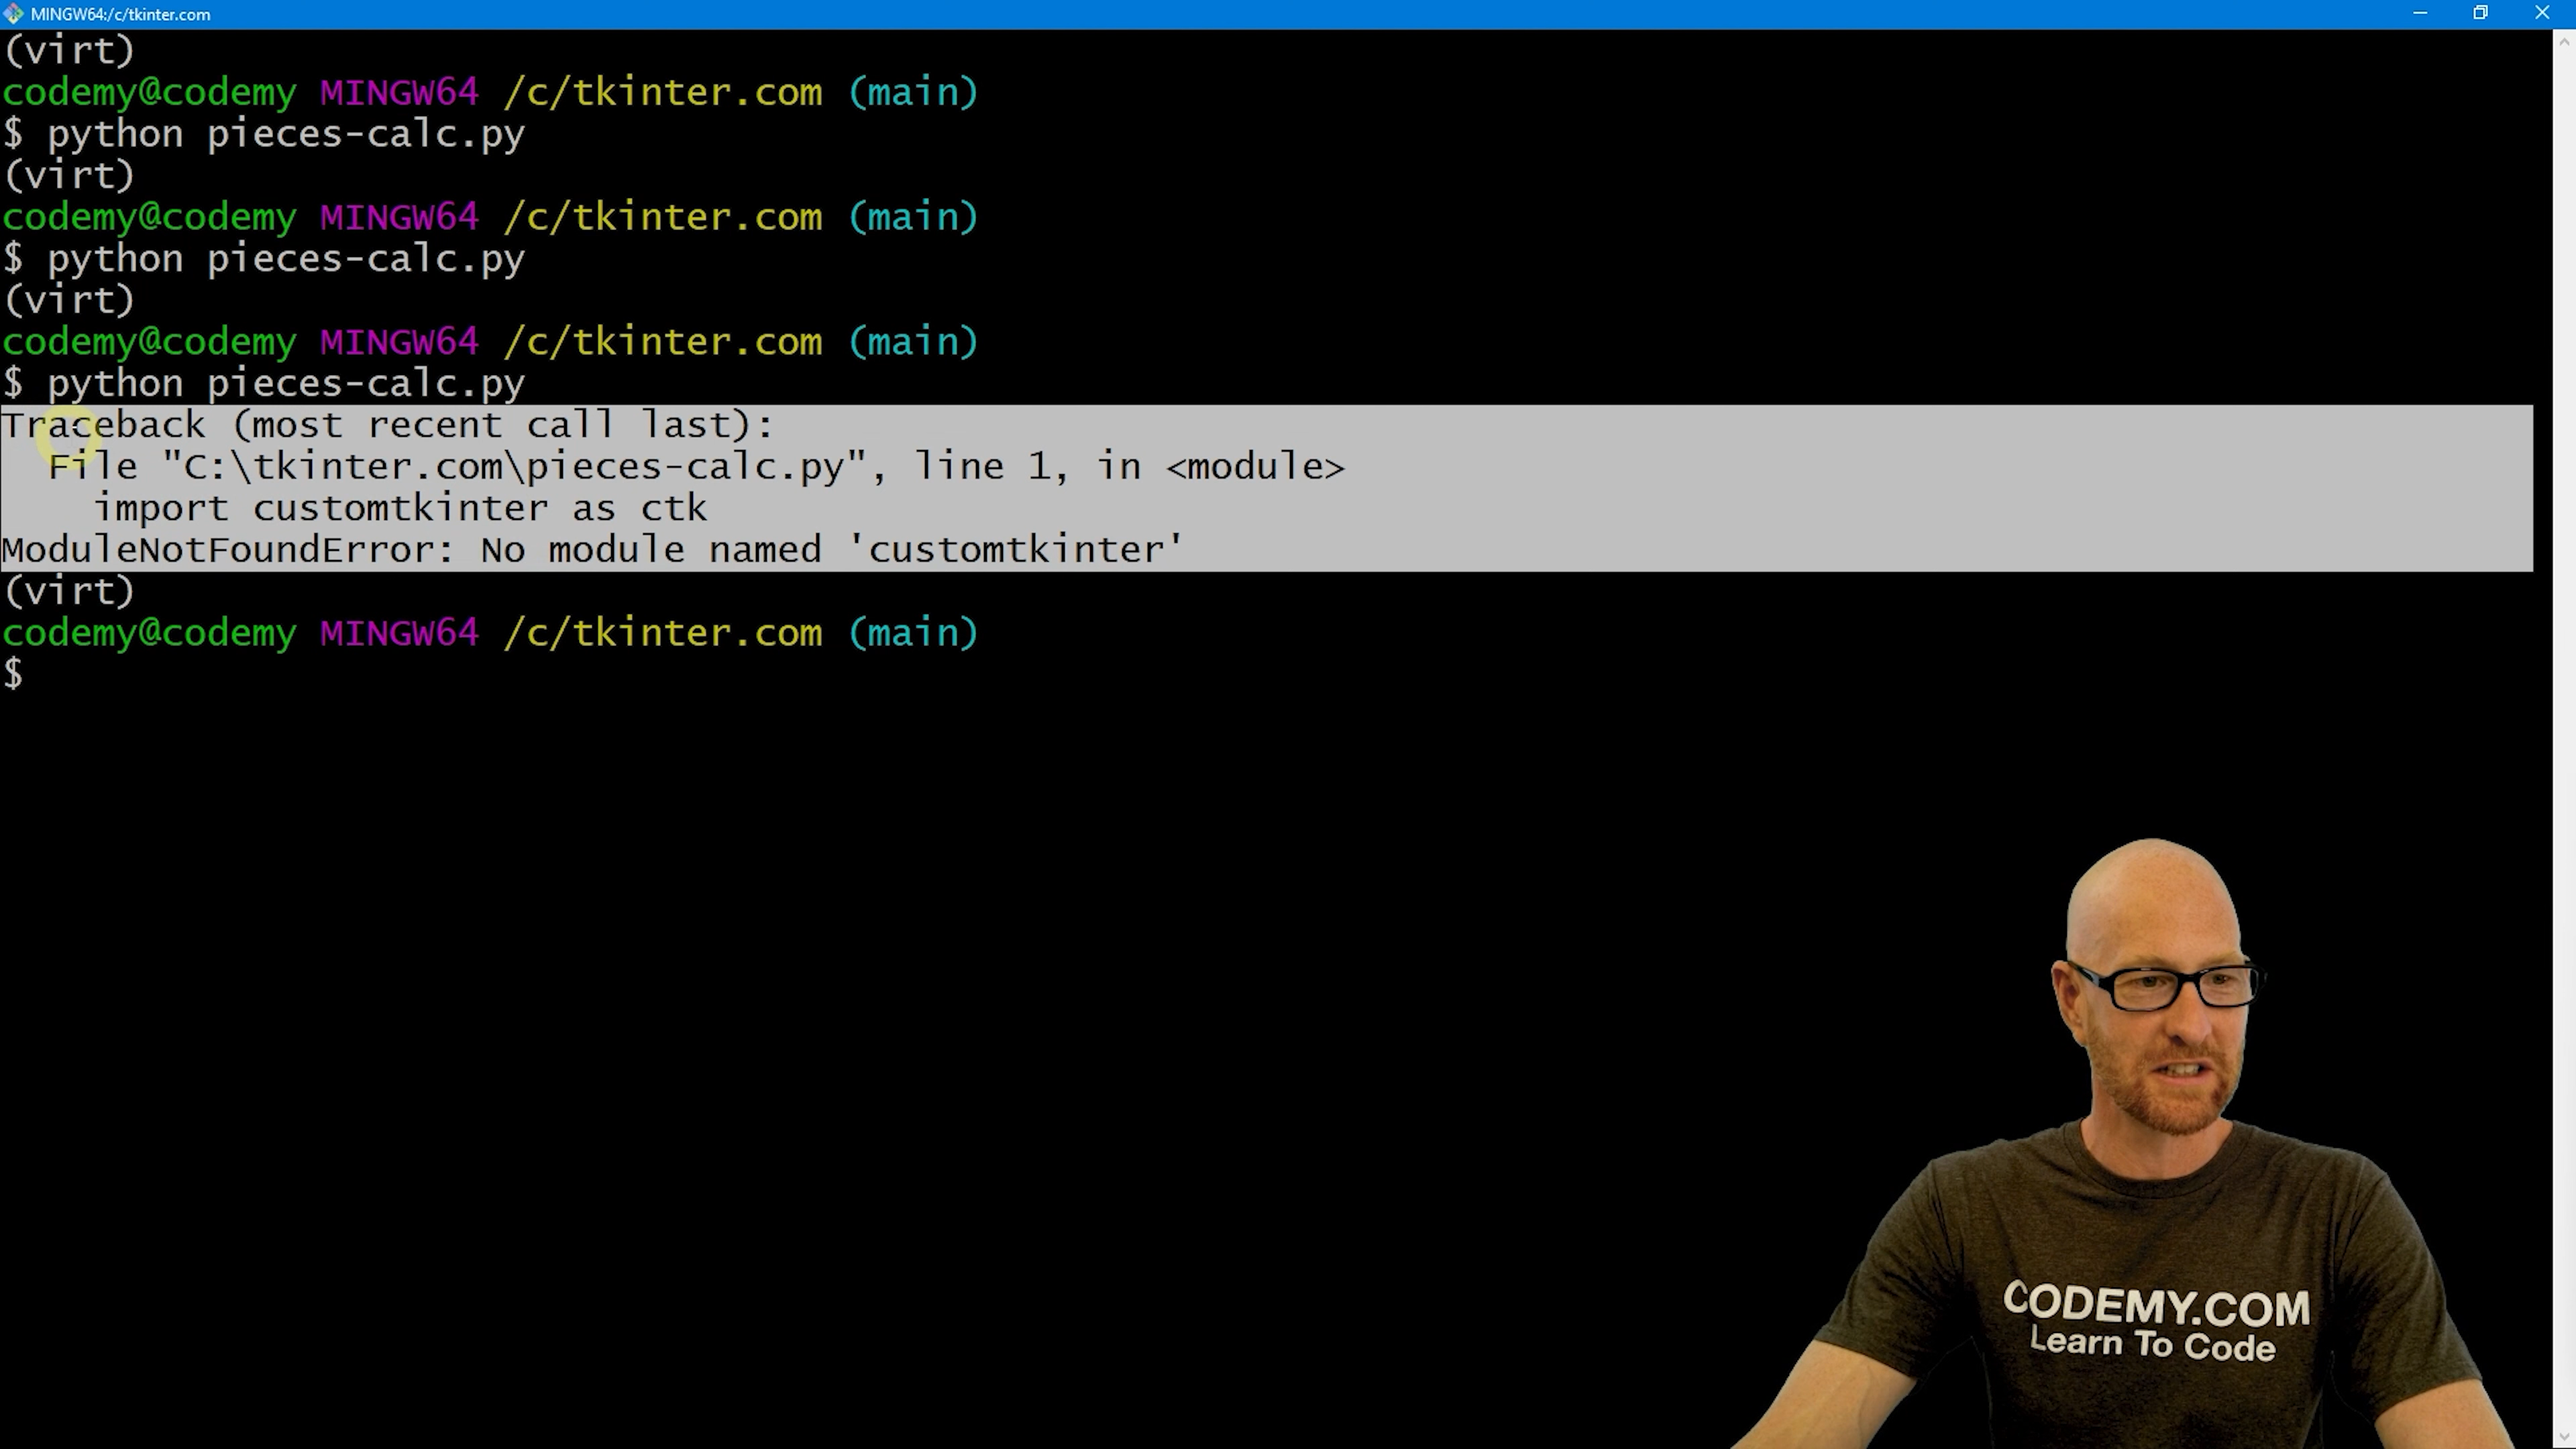 MINGW64:/c/tkinter.com
(virt)
codemy@codemy MINGW64 /c/tkinter.com (main)
$ python pieces-calc.py
(virt)
codemy@codemy MINGW64 /c/tkinter.com (main)
$ python pieces-calc.py
(virt)
codemy@codemy MINGW64 /c/tkinter.com (main)
$ python pieces-calc.py
Traceback (most recent call last):
  File "C:\tkinter.com\pieces-calc.py", line 1, in <module>
    import customtkinter as ctk
ModuleNotFoundError: No module named 'customtkinter'
(virt)
codemy@codemy MINGW64 /c/tkinter.com (main)
$
CODEMY.COM
Learn To Code